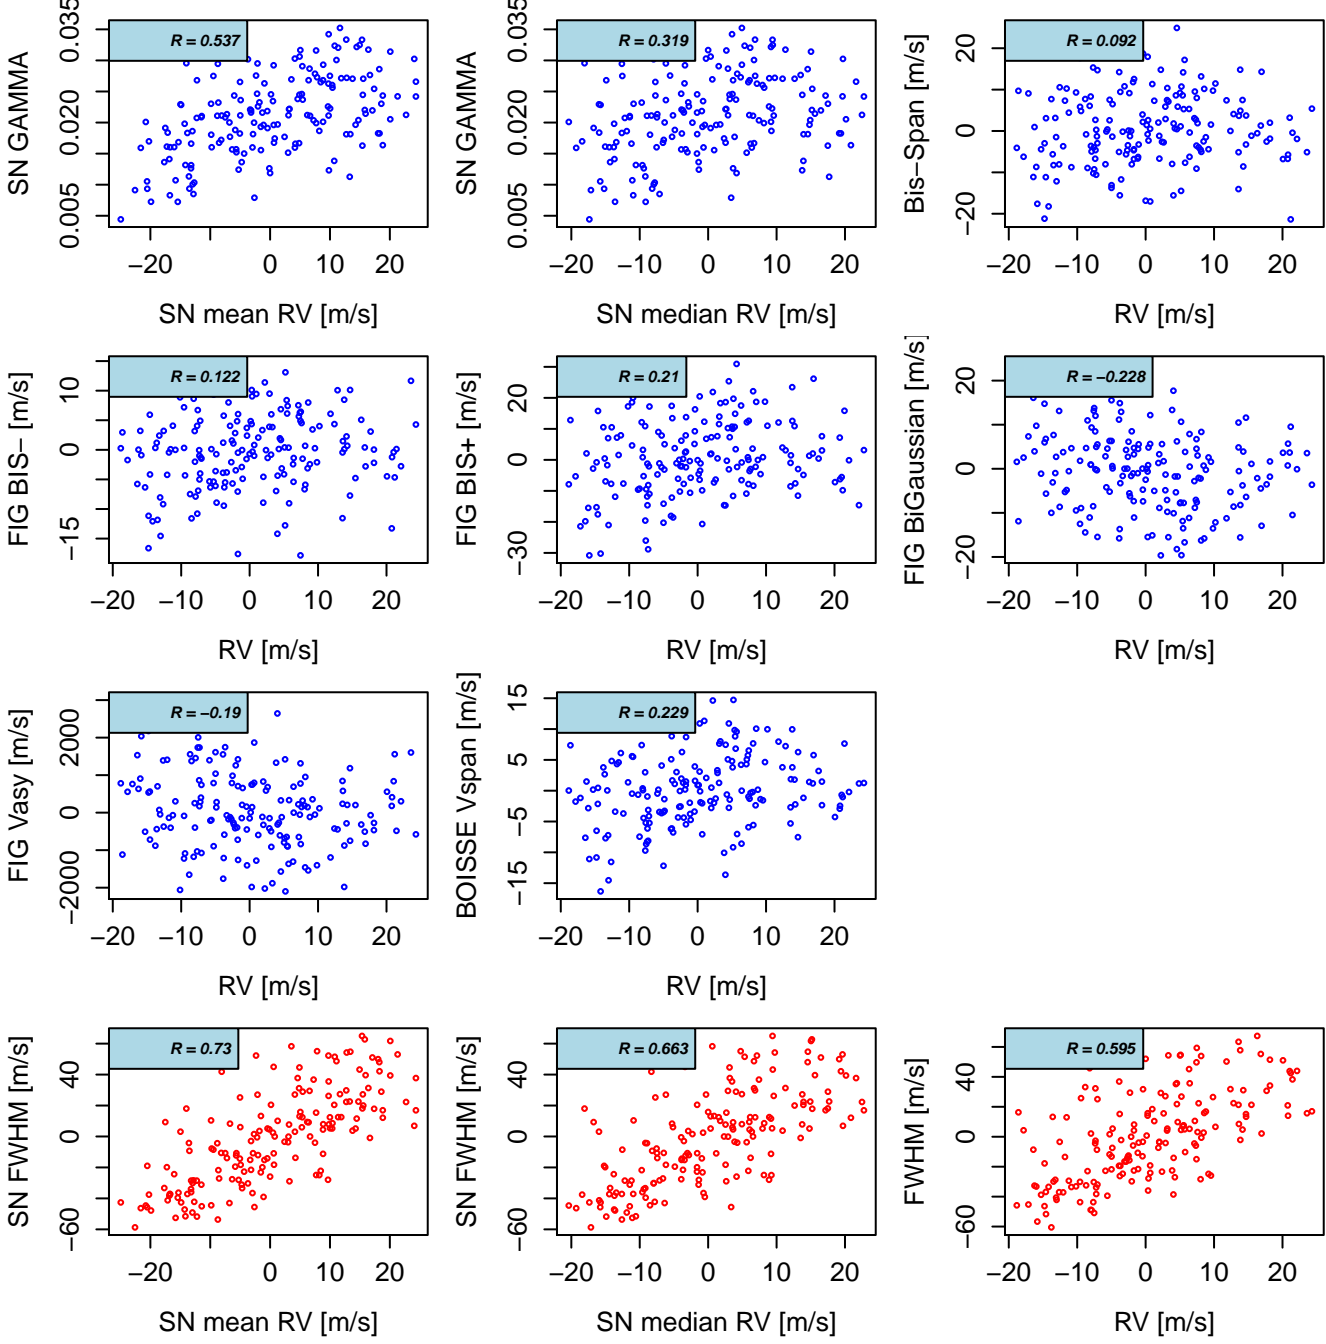 R = 0.537
SN GAMMA
0.005 0.020 0.035
−20 0 10 20
SN mean RV [m/s]
R = 0.319
SN GAMMA
0.005 0.020 0.035
−20 −10 0 10 20
SN median RV [m/s]
R = 0.092
Bis−Span [m/s]
−20 0 20
−20 −10 0 10 20
RV [m/s]
R = 0.122
FIG BIS− [m/s]
−15 0 10
−20 −10 0 10 20
RV [m/s]
R = 0.21
FIG BIS+ [m/s]
−30 0 20
−20 −10 0 10 20
RV [m/s]
R = −0.228
FIG BiGaussian [m/s]
−20 0 20
−20 −10 0 10 20
RV [m/s]
R = −0.19
FIG Vasy [m/s]
−2000 0 2000
−20 −10 0 10 20
RV [m/s]
R = 0.229
BOISSE Vspan [m/s]
−15 −5 5 15
−20 −10 0 10 20
RV [m/s]
R = 0.73
SN FWHM [m/s]
−60 0 40
−20 0 10 20
SN mean RV [m/s]
R = 0.663
SN FWHM [m/s]
−60 0 40
−20 −10 0 10 20
SN median RV [m/s]
R = 0.595
FWHM [m/s]
−60 0 40
−20 −10 0 10 20
RV [m/s]